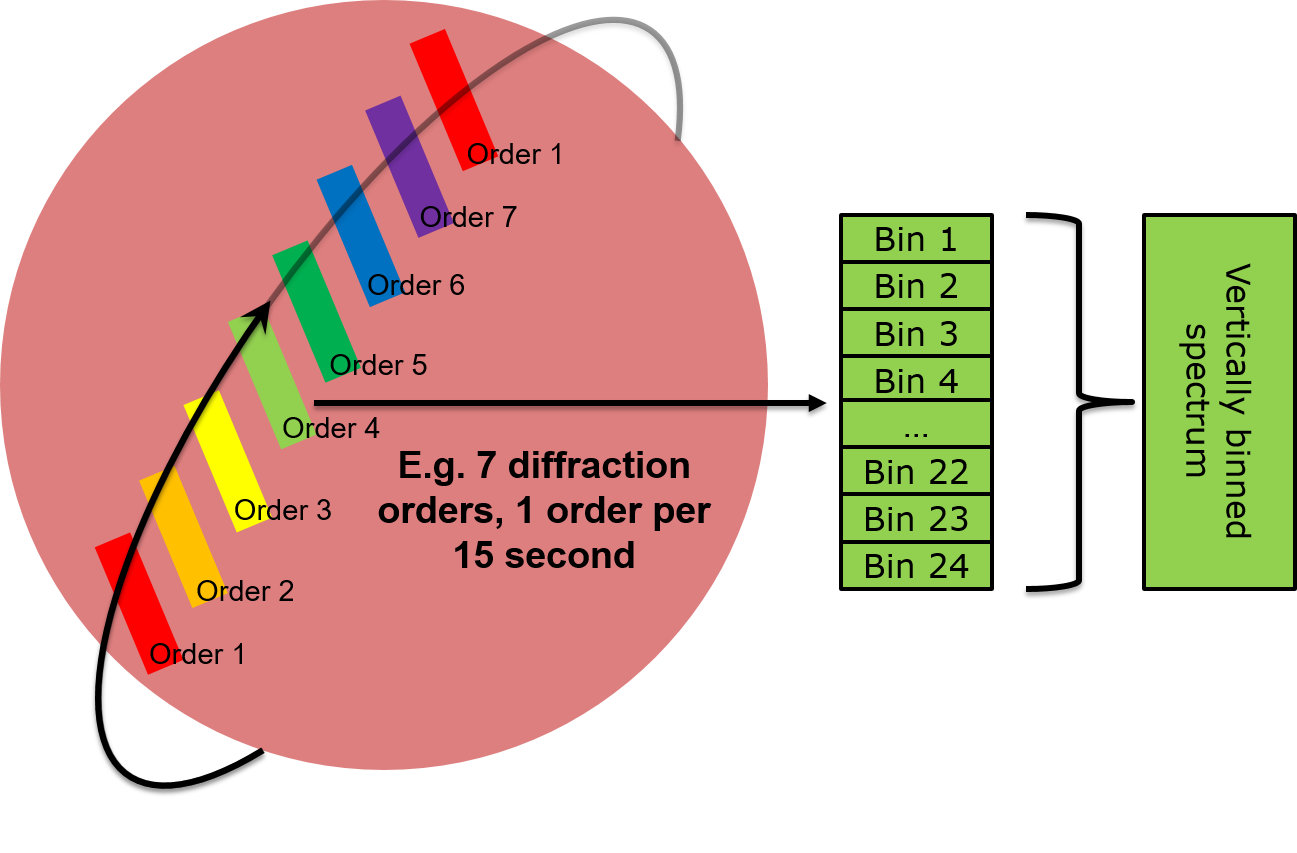 Order 1
Order 7
Order 6
Order 5
Order 4
Order 3
Order 2
Order 1
E.g. 7 diffraction
orders, 1 order per
15 second
Bin 1
Bin 2
Bin 3
Bin 4
...
Bin 22
Bin 23
Bin 24
Vertically binned
spectrum